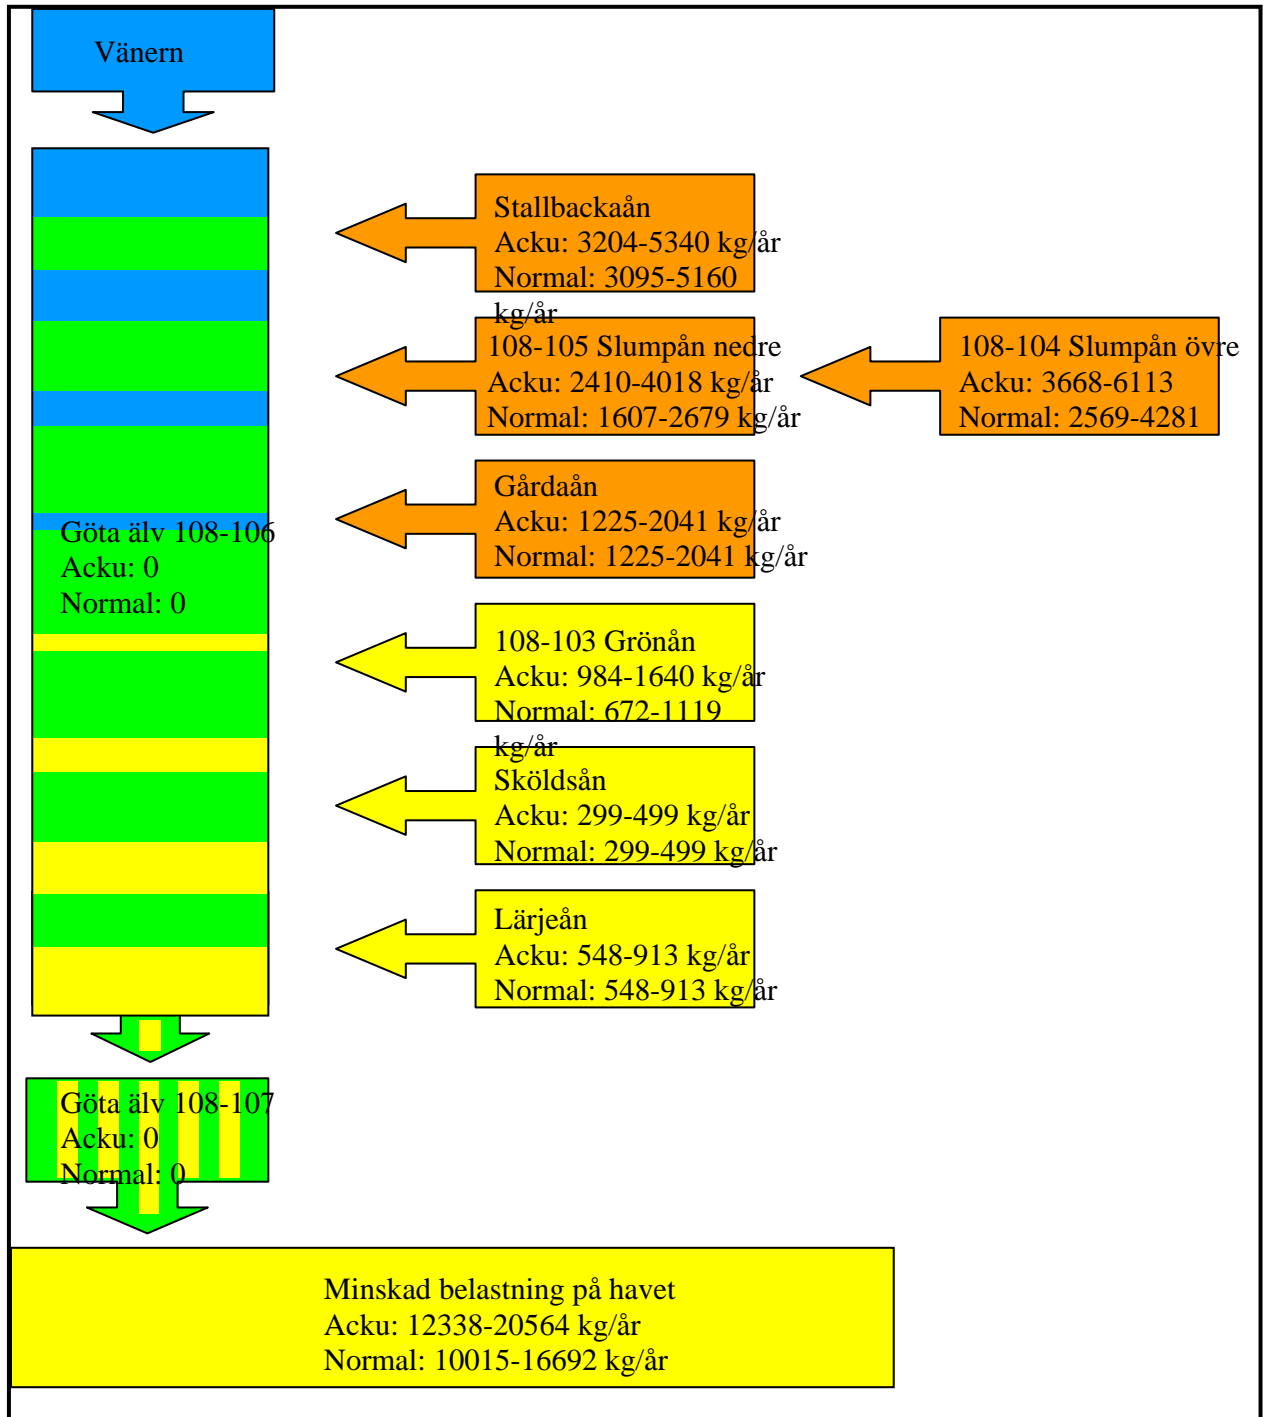 Vänern
Stallbackaån
Acku: 3204-5340 kg/år
Normal: 3095-5160
kg/år
108-105 Slumpån nedre
Acku: 2410-4018 kg/år
Normal: 1607-2679 kg/år
108-104 Slumpån övre
Acku: 3668-6113
Normal: 2569-4281
Gårdaån
Acku: 1225-2041 kg/år
Normal: 1225-2041 kg/år
Göta älv 108-106
Acku: 0
Normal: 0
108-103 Grönån
Acku: 984-1640 kg/år
Normal: 672-1119
kg/år
Sköldsån
Acku: 299-499 kg/år
Normal: 299-499 kg/år
Lärjeån
Acku: 548-913 kg/år
Normal: 548-913 kg/år
Göta älv 108-107
Acku: 0
Normal: 0
Minskad belastning på havet
Acku: 12338-20564 kg/år
Normal: 10015-16692 kg/år